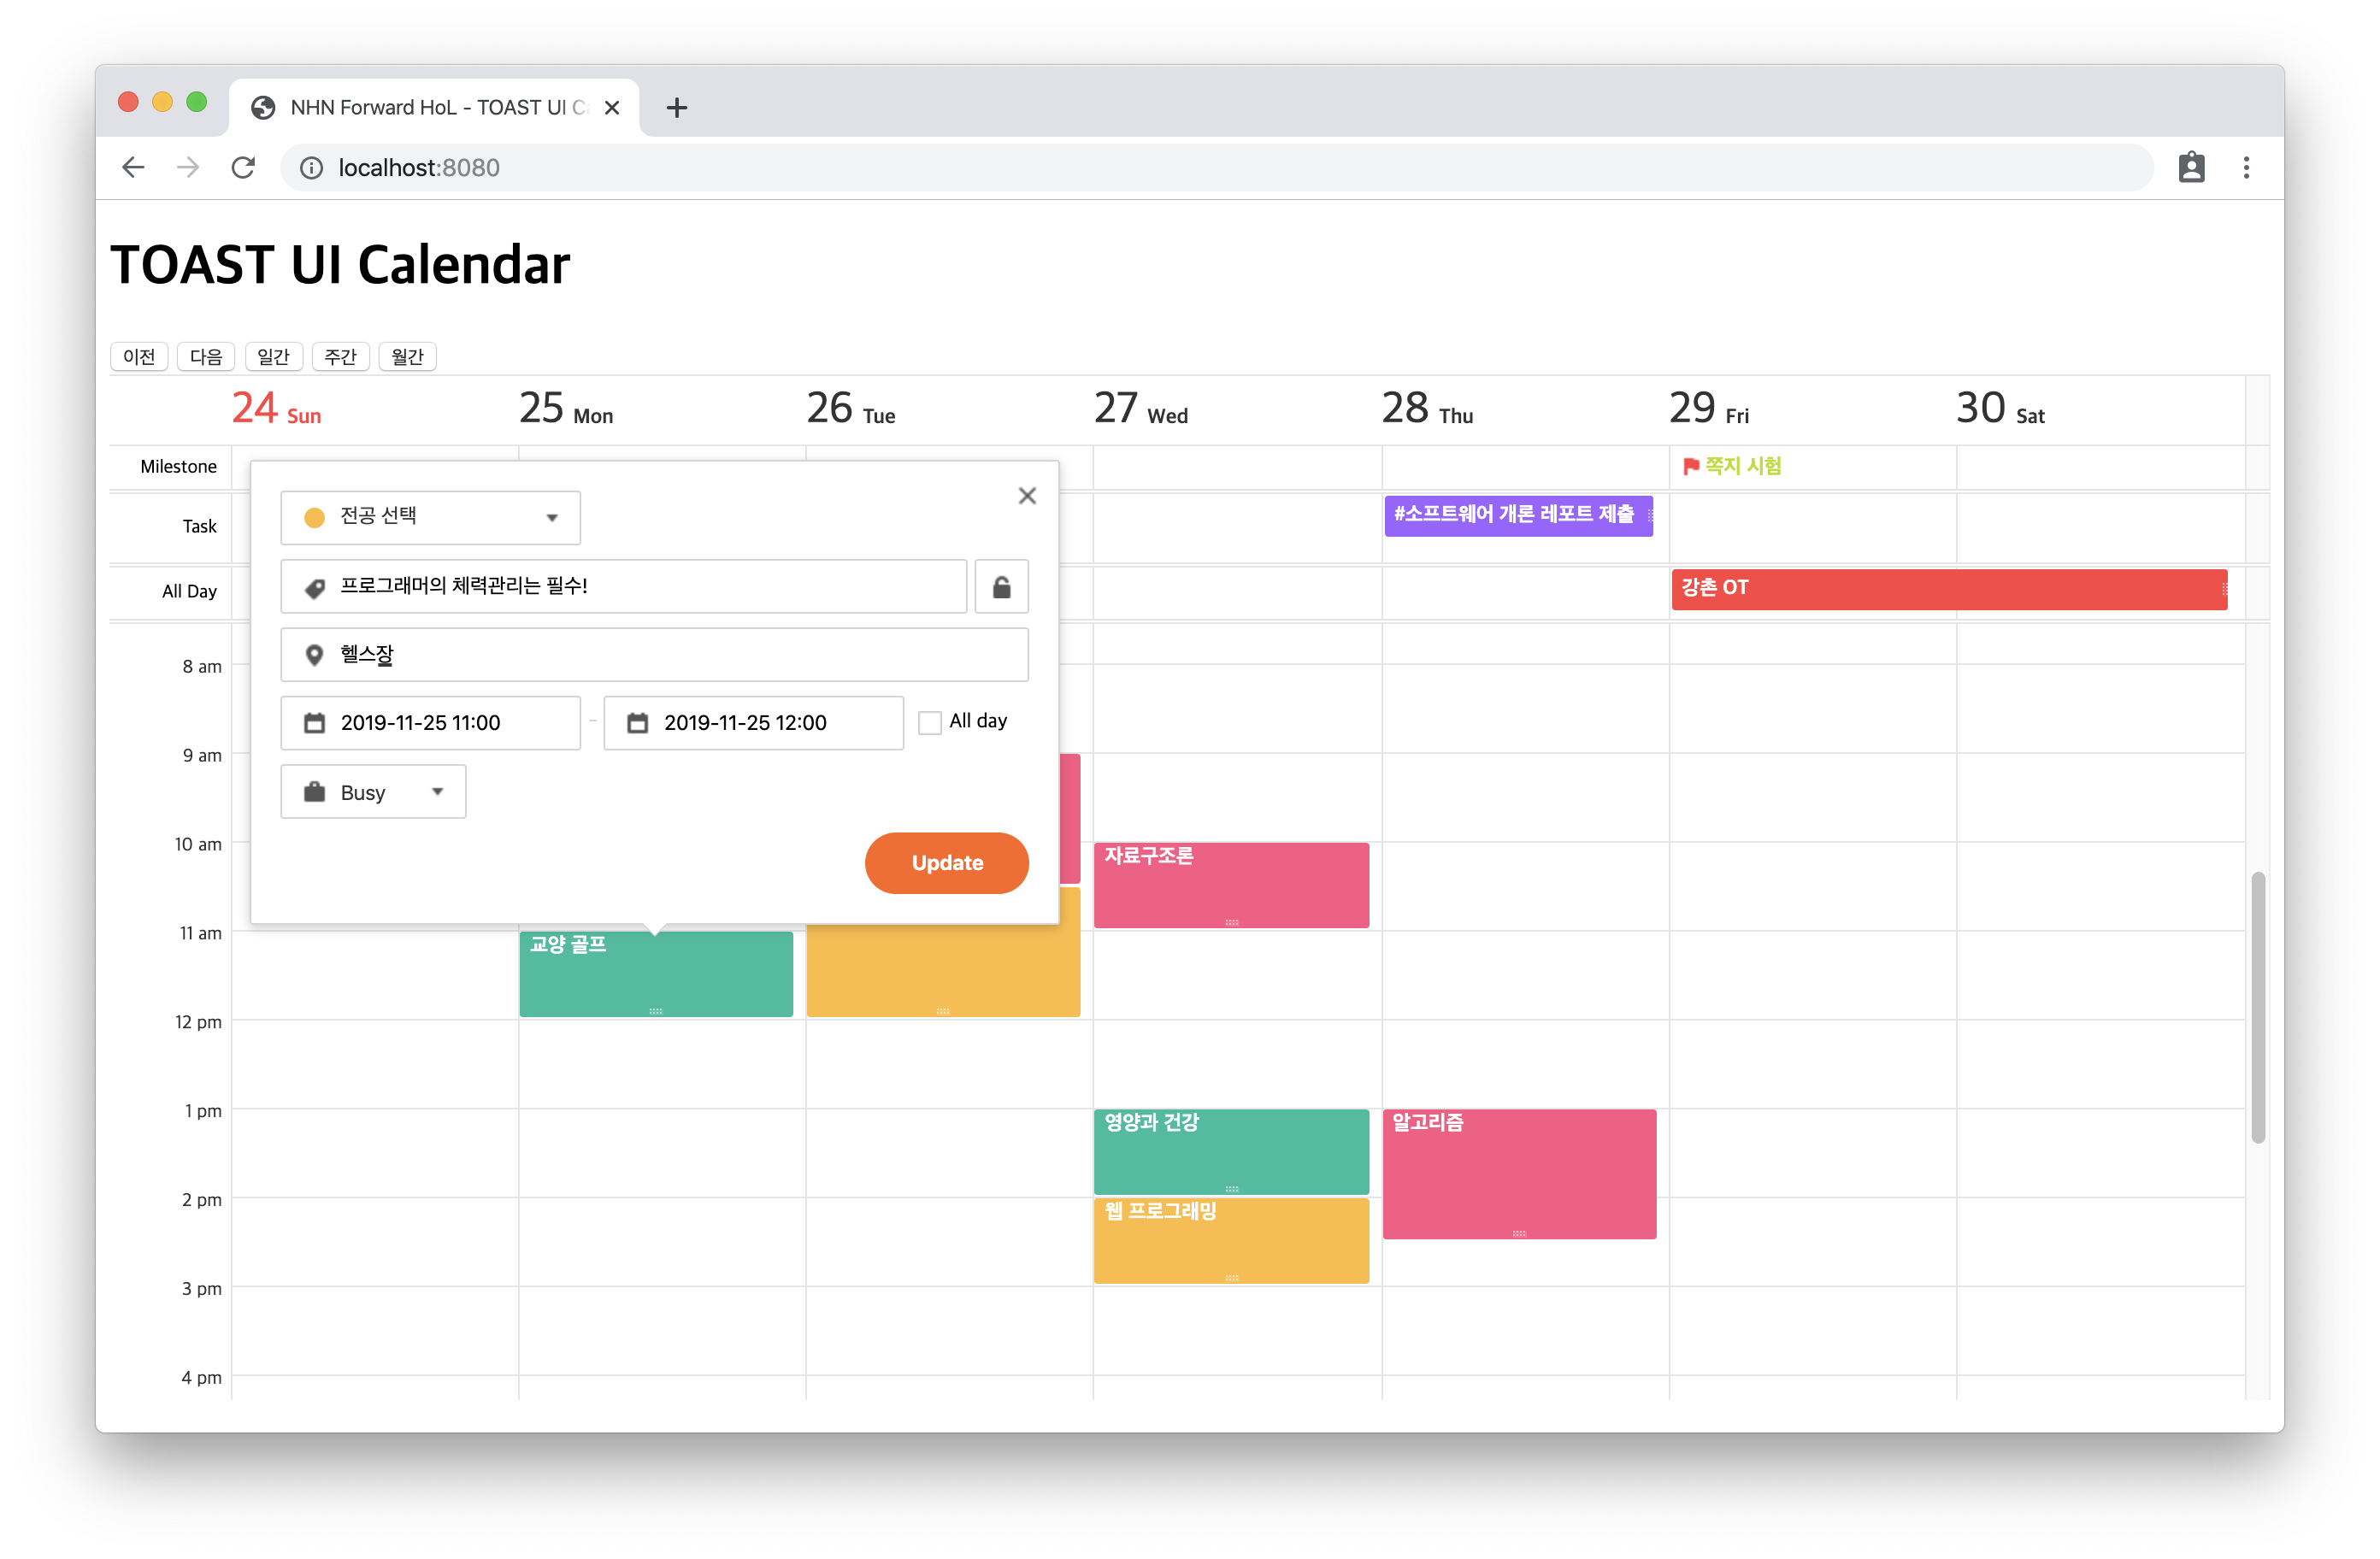 NHN Forward HoL - TOAST UI C
localhost:8080
TOAST UI Calendar
이전 다음 일간 주간 월간
24 Sun 25 Mon 26 Tue 27 Wed 28 Thu 29 Fri 30 Sat
Milestone
쪽지 시험
전공 선택
Task
#소프트웨어 개론 레포트 제출
프로그래머의 체력관리는 필수!
All Day
강촌 OT
헬스장
8 am
2019-11-25 11:00 - 2019-11-25 12:00 All day
9 am
Busy
10 am
자료구조론
Update
11 am
교양 골프
12 pm
1 pm
영양과 건강
알고리즘
2 pm
웹 프로그래밍
3 pm
4 pm